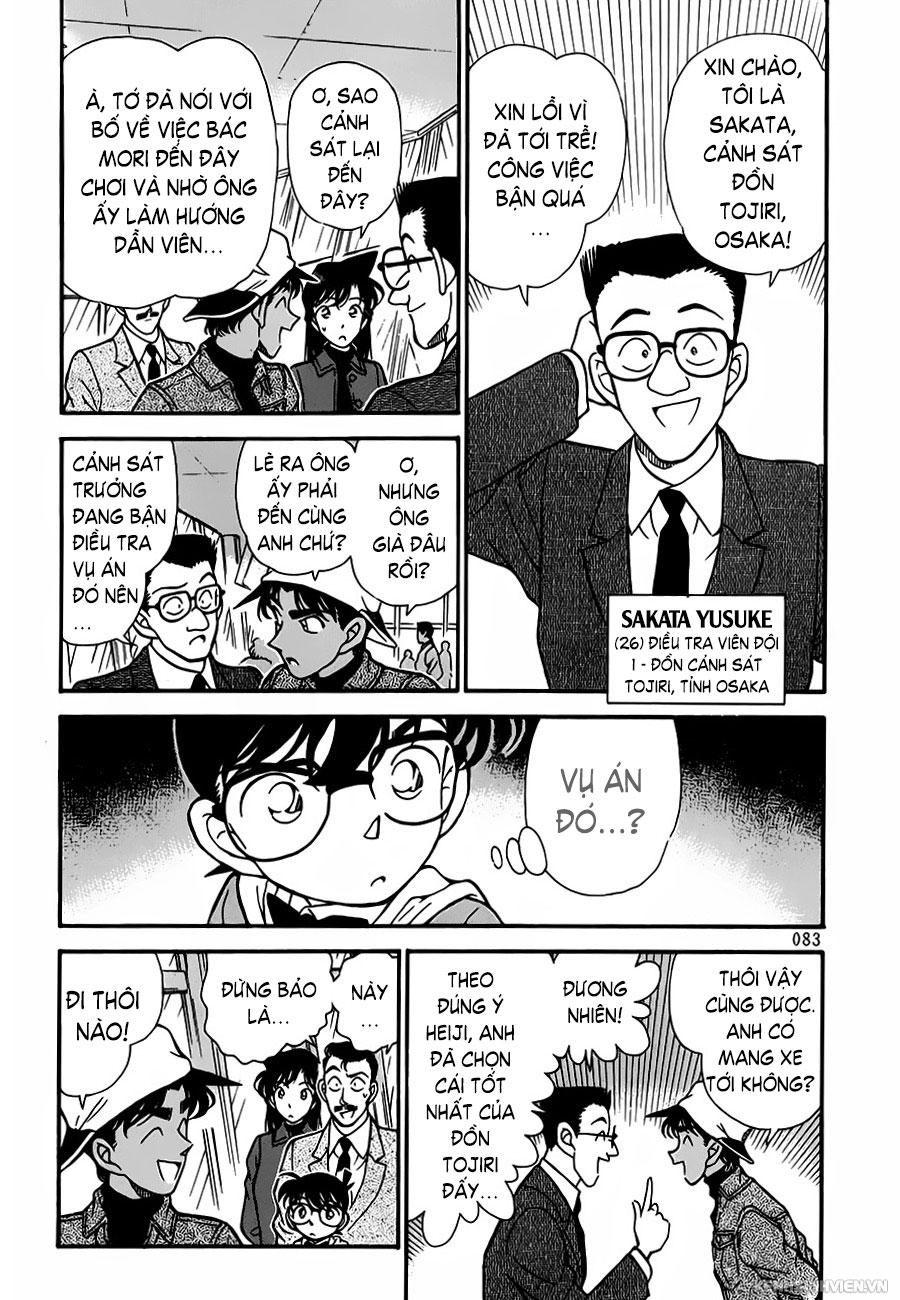 XIN CHÀO,
TÔI LÀ
SAKATA,
CẢNH SÁT
ĐỒN
TOJIRI,
OSAKA!
XIN LỖI VÌ
ĐÃ TỚI TRỄ!
CÔNG VIỆC
BẬN QUÁ
...
SAKATA YUSUKE
(26) ĐIỀU TRA VIÊN ĐỘI
1 - ĐỒN CẢNH SÁT
TOJIRI, TỈNH OSAKA
Ơ, SAO
CẢNH
SÁT LẠI
ĐẾN
ĐÂY?
À, TỚ ĐÃ NÓI VỚI
BỐ VỀ VIỆC BÁC
MORI ĐẾN ĐÂY
CHƠI VÀ NHỜ ÔNG
ẤY LÀM HƯỚNG
DẪN VIÊN...
Ơ,
NHƯNG
ÔNG
GIÀ ĐÂU
RỒI?
LẼ RA ÔNG
ẤY PHẢI
ĐẾN CÙNG
ANH CHỨ?
CẢNH SÁT
TRƯỞNG
ĐANG BẬN
ĐIỀU TRA
VỤ ÁN
ĐÓ NÊN
...
VỤ ÁN
ĐÓ...?
083
THÔI VẬY
CŨNG ĐƯỢC.
ANH CÓ
MANG XE
TỚI KHÔNG?
ĐƯƠNG
NHIÊN!
THEO
ĐÚNG Ý
HEIJI, ANH
ĐÃ CHỌN
CÁI TỐT
NHẤT CỦA
ĐỒN
TOJIRI
ĐẤY...
NÀY
...
ĐỪNG BẢO
LÀ...
ĐI THÔI
NÀO!